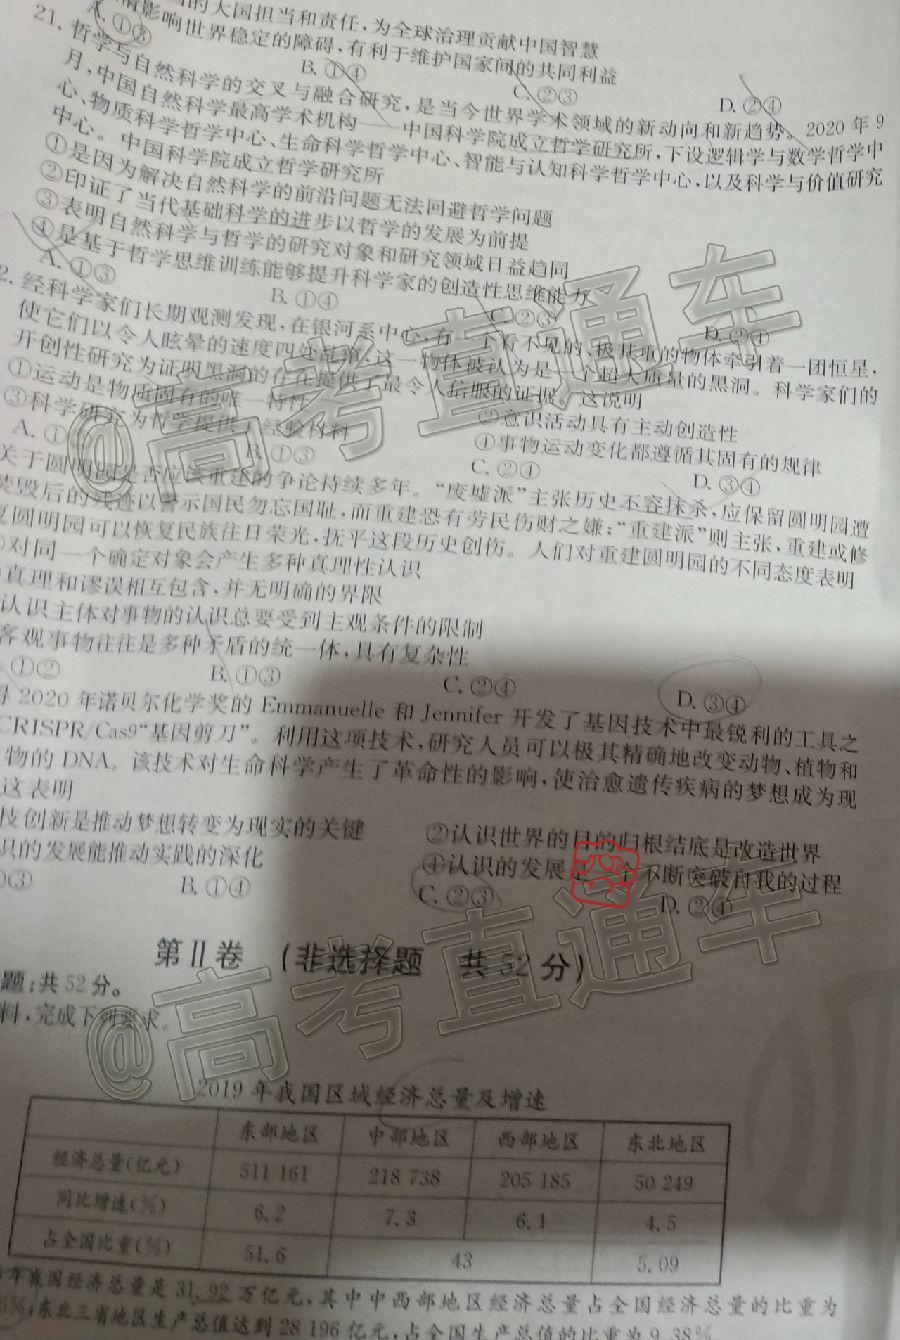 的大国担当和责任，为全球治理贡献中国智慧
影响世界稳定的障碍，有利于维护国家间的共同利益
A.①③ B.①④ C.②③ D.②④
21.哲学与自然科学的交叉与融合研究，是当今世界学术领域的新动向和新趋势。2020年9
月，中国自然科学最高学术机构——中国科学院成立哲学研究所，下设逻辑学与数学哲学中
心、物质科学哲学中心、生命科学哲学中心、智能与认知科学哲学中心，以及科学与价值研究
中心。中国科学院成立哲学研究所
①是因为解决自然科学的前沿问题无法回避哲学问题
②印证了当代基础科学的进步以哲学的发展为前提
③表明自然科学与哲学的研究对象和研究领域日益趋同
④是基于哲学思维训练能够提升科学家的创造性思维能力
A.①③ B.①④ C.②③ D.②④
2.经科学家们长期观测发现，在银河系中心，有一个看不见的、极其重的物体牵引着一团恒星，
使它们以令人眩晕的速度四处乱窜，这一物体被认为是一个超大质量的黑洞。科学家们的
开创性研究为证明黑洞的存在提供了最令人信服的证据。这说明
①运动是物质固有的唯一特性 ②意识活动具有主动创造性
③科学研究为哲学提供了经验材料 ④事物运动变化都遵循其固有的规律
A.① B.①③ C.②④ D.③④
关于圆明园是否应该重建的争论持续多年。“废墟派”主张历史不容抹杀，应保留圆明园遭
焚毁后的残迹以警示国民勿忘国耻，而重建恐有劳民伤财之嫌；“重建派”则主张，重建或修
复圆明园可以恢复民族往日荣光，抚平这段历史创伤。人们对重建圆明园的不同态度表明
对同一个确定对象会产生多种真理性认识
真理和谬误相互包含，并无明确的界限
认识主体对事物的认识总要受到主观条件的限制
客观事物往往是多种矛盾的统一体，具有复杂性
①② B.①③ C.②④ D.③④
得2020年诺贝尔化学奖的Emmanuelle和Jennifer开发了基因技术中最锐利的工具之
CRISPR/Cas9“基因剪刀”。利用这项技术，研究人员可以极其精确地改变动物、植物和
物的DNA。该技术对生命科学产生了革命性的影响，使治愈遗传疾病的梦想成为现
这表明
技创新是推动梦想转变为现实的关键 ②认识世界的目的归根结底是改造世界
识的发展能推动实践的深化 ④认识的发展是 不断突破自我的过程
①③ B.①④ C.②③ D.②④
第Ⅱ卷 （非选择题 共52分）
题：共52分。
料，完成下列要求。
2019年我国区域经济总量及增速
东部地区 中部地区 西部地区 东北地区
经济总量（亿元） 511 161 218 738 205 185 50 249
同比增速（％） 6.2 7.3 6.1 4.5
占全国比重（％） 51.6 43 5.09
年我国经济总量是31.92万亿元，其中中西部地区经济总量占全国经济总量的比重为
%；东北三省地区生产总值达到28 196亿元，占全国生产总值的比重为9.38%
@高考直通车
@高考直通车